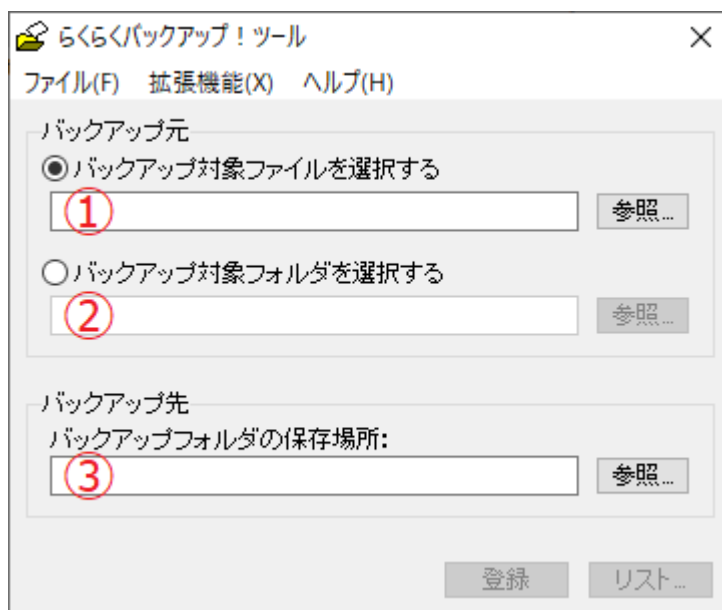 らくらくバックアップ！ツール
ファイル(F) 拡張機能(X) ヘルプ(H)
バックアップ元
バックアップ対象ファイルを選択する
① 参照...
バックアップ対象フォルダを選択する
② 参照...
バックアップ先
バックアップフォルダの保存場所:
③ 参照...
登録 リスト...